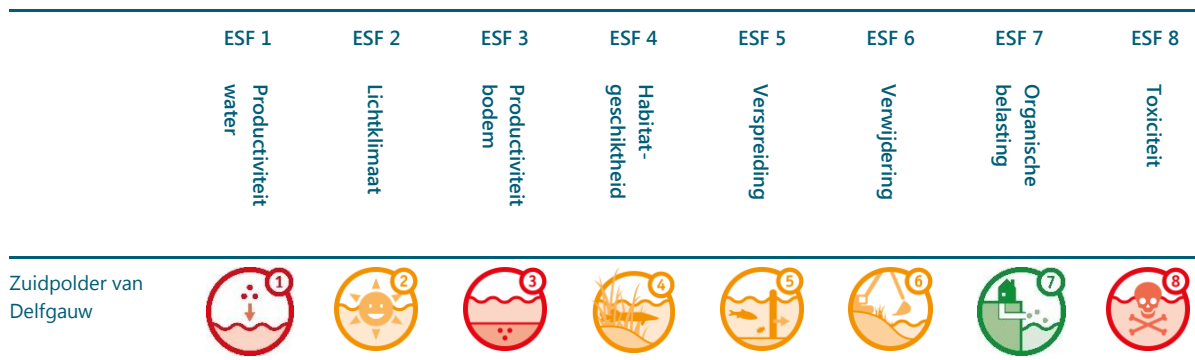 ESF 1 ESF 2 ESF 3 ESF 4 ESF 5 ESF 6 ESF 7 ESF 8
Productiviteit
water
Lichtklimaat
Productiviteit
bodem
Habitat-
geschiktheid
Verspreiding
Verwijdering
Organische
belasting
Toxiciteit
Zuidpolder van
Delfgauw
1 2 3 4 5 6 7 8